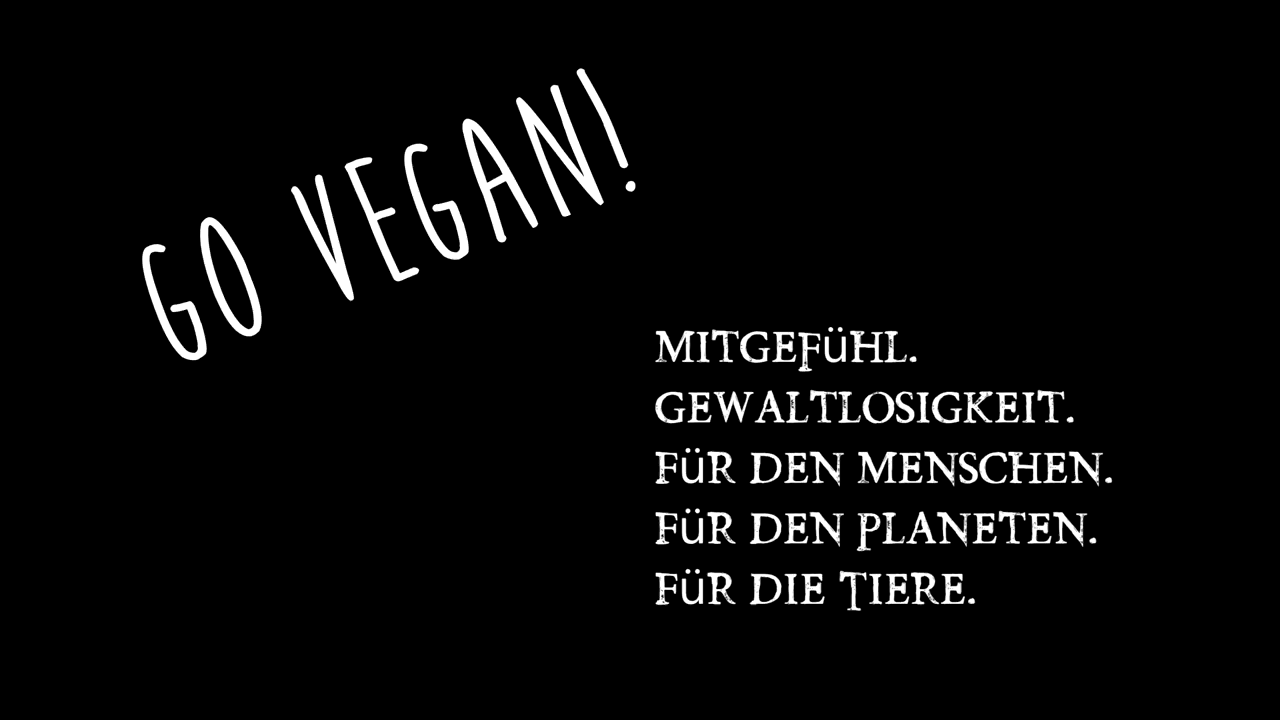 GO VEGAN!
MITGEFÜHL.
GEWALTLOSIGKEIT.
FÜR DEN MENSCHEN.
FÜR DEN PLANETEN.
FÜR DIE TIERE.